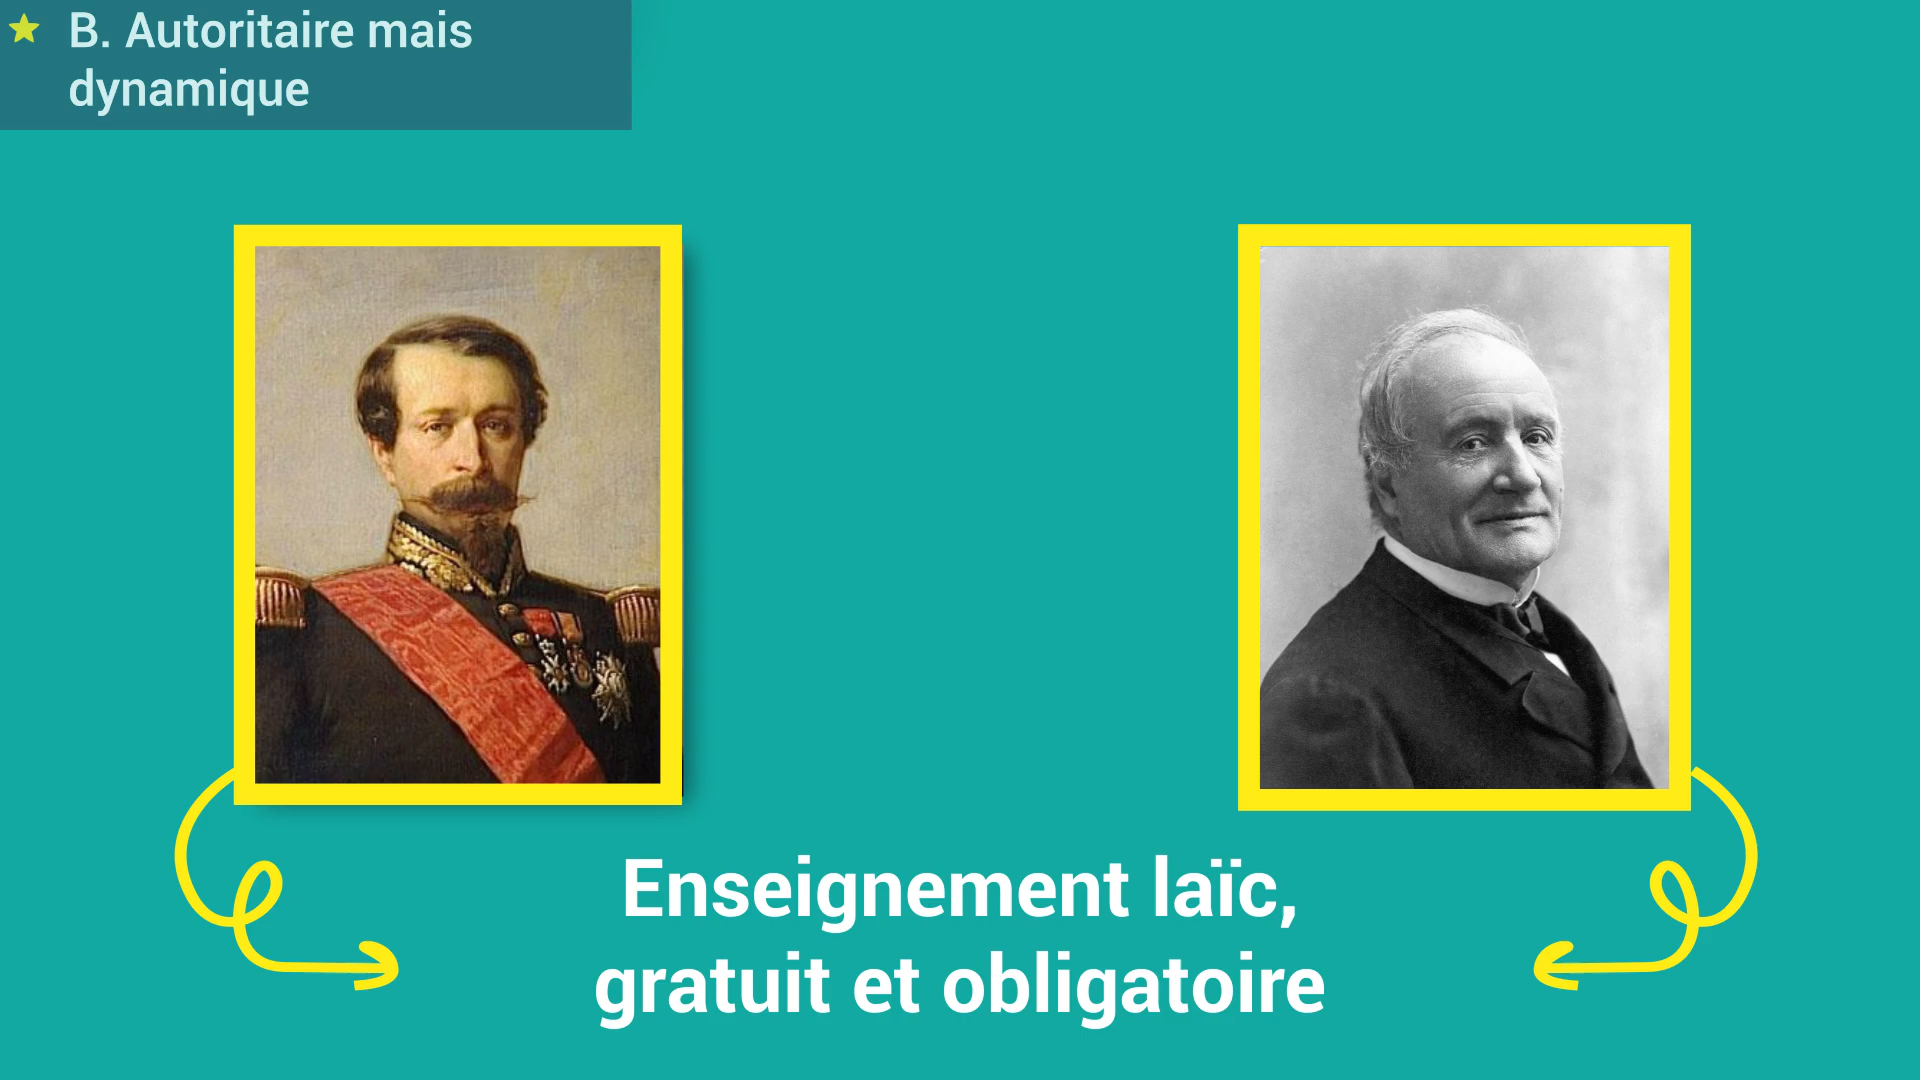 B. Autoritaire mais
dynamique
Enseignement laïc,
gratuit et obligatoire